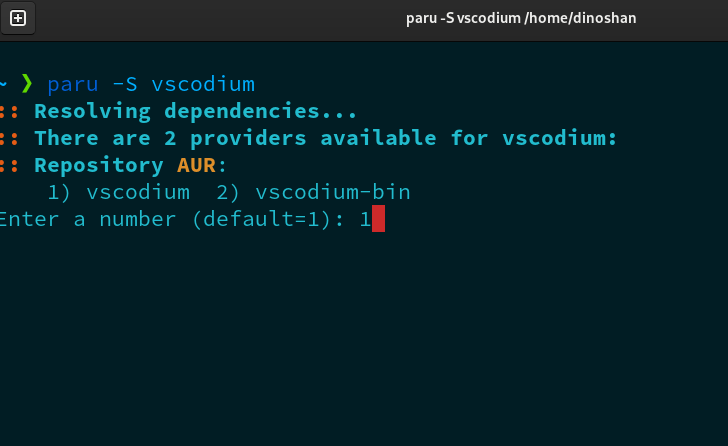 paru -S vscodium /home/dinoshan
~ ❯ paru -S vscodium
:: Resolving dependencies...
:: There are 2 providers available for vscodium:
:: Repository AUR:
1) vscodium  2) vscodium-bin
Enter a number (default=1): 1